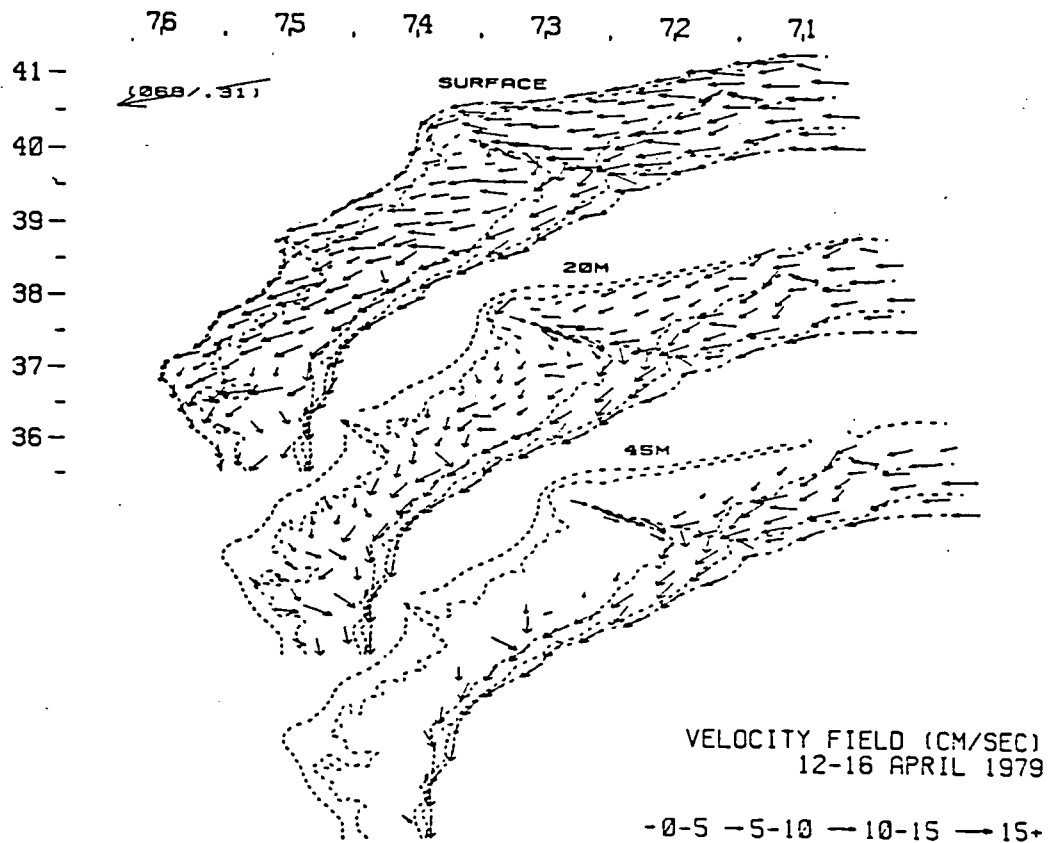 76 75 74 73 72 71
41
(068/.31)
SURFACE
40
39
20M
38
37
36
45M
VELOCITY FIELD (CM/SEC)
12-16 APRIL 1979
0-5 5-10 10-15 15+